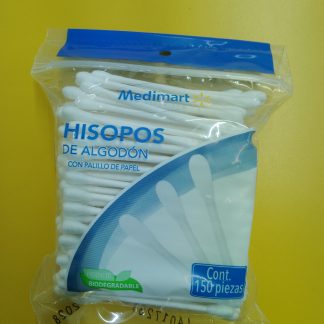 Medimart
HISOPOS
DE ALGODÓN
CON PALILLO DE PAPEL
BIODEGRADABLE
Cont.
150 piezas